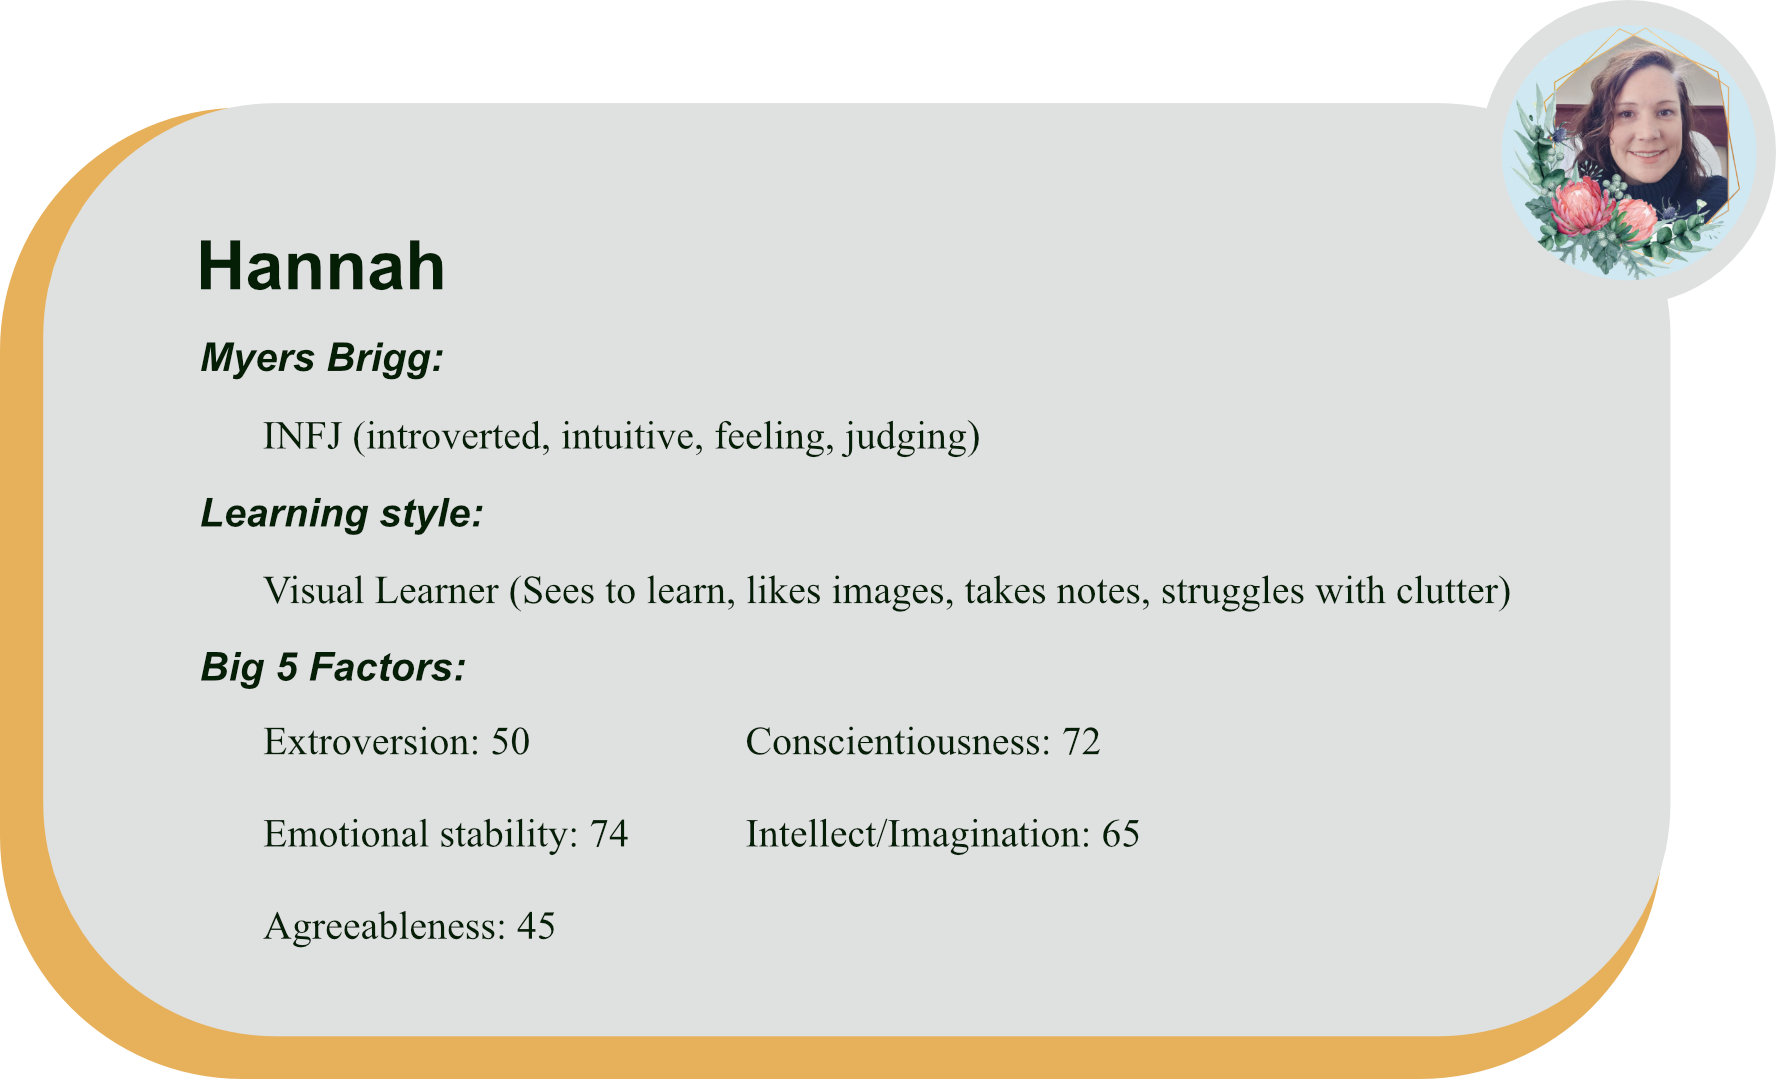 Hannah
Myers Brigg:
INFJ (introverted, intuitive, feeling, judging)
Learning style:
Visual Learner (Sees to learn, likes images, takes notes, struggles with clutter)
Big 5 Factors:
Extroversion: 50
Conscientiousness: 72
Emotional stability: 74
Intellect/Imagination: 65
Agreeableness: 45